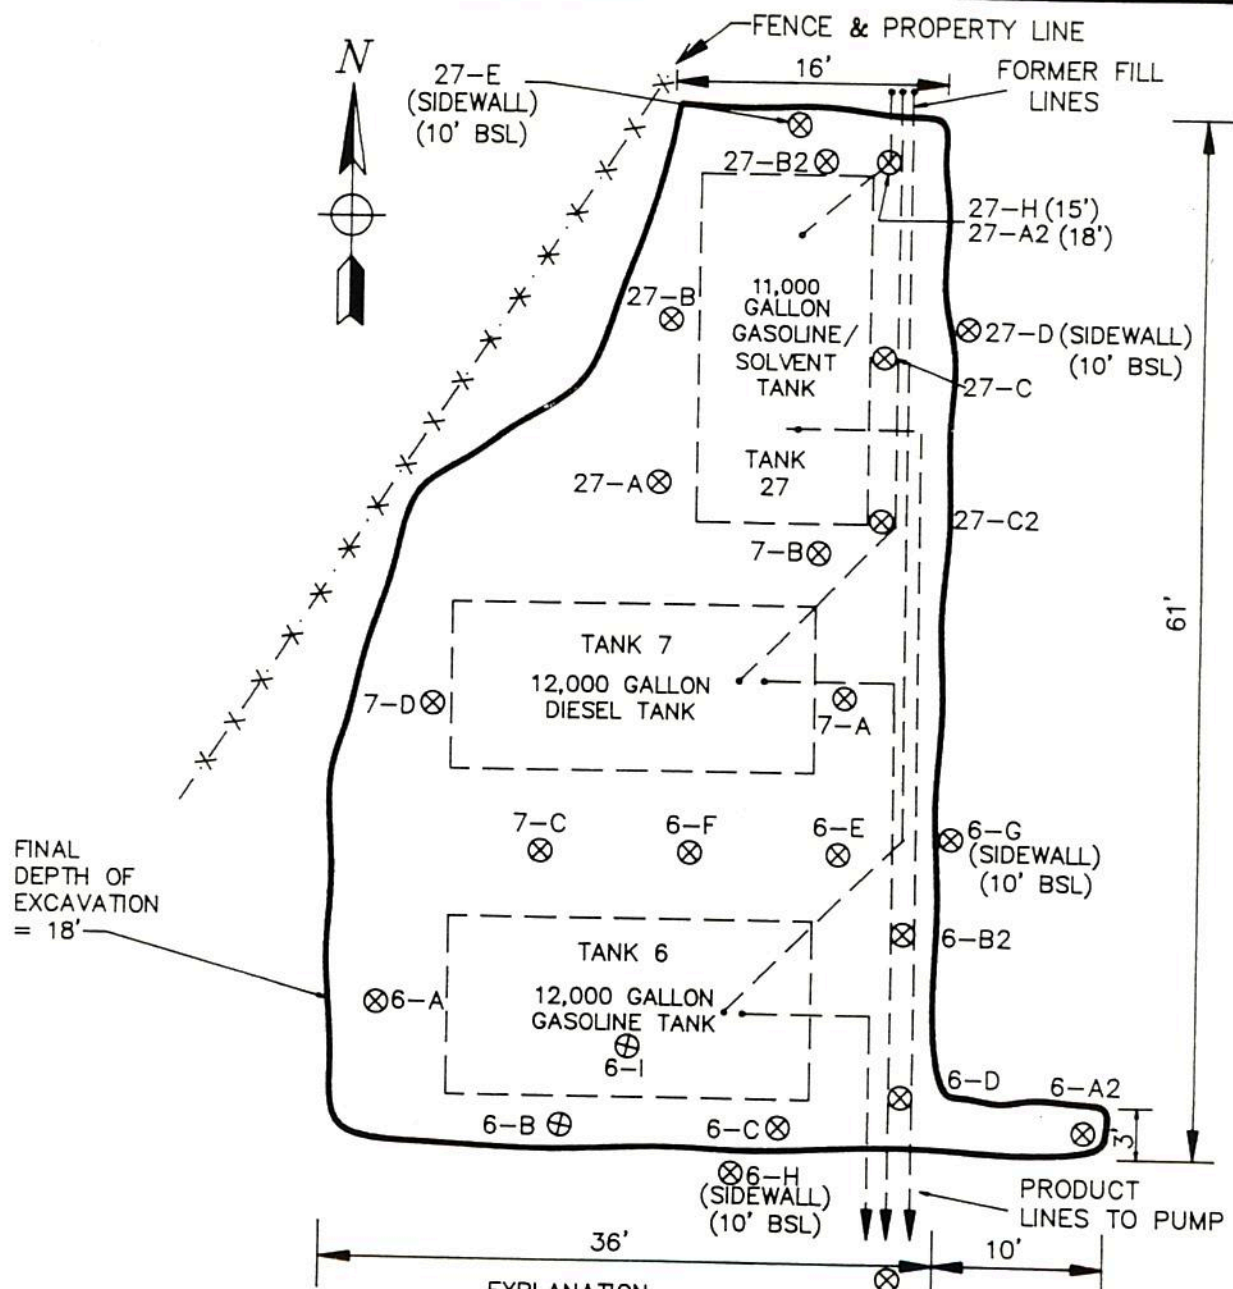 FENCE & PROPERTY LINE
N
27-E
(SIDEWALL)
(10' BSL)
16'
FORMER FILL
LINES
27-B2
27-H (15')
27-A2 (18')
11,000
GALLON
GASOLINE/
SOLVENT
TANK
27-B
27-D (SIDEWALL)
(10' BSL)
27-C
TANK
27
27-A
27-C2
7-B
61'
TANK 7
12,000 GALLON
DIESEL TANK
7-D
7-A
7-C
6-F
6-E
6-G
(SIDEWALL)
(10' BSL)
FINAL
DEPTH OF
EXCAVATION
= 18'
6-B2
TANK 6
12,000 GALLON
GASOLINE TANK
6-A
6-I
6-D
6-A2
6-B
6-C
3'
6-H
(SIDEWALL)
(10' BSL)
PRODUCT
LINES TO PUMP
36'
10'
EXPLANATION